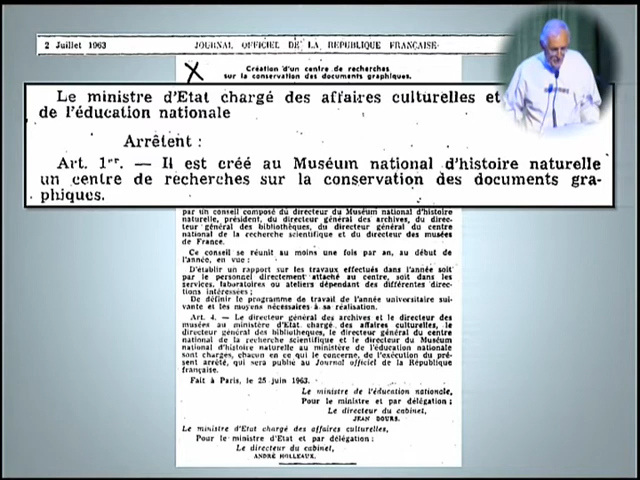 2 Juillet 1963 JOURNAL OFFICIEL DE LA REPUBLIQUE FRANÇAISE
Création d'un centre de recherches
sur la conservation des documents graphiques.
Le ministre d'Etat chargé des affaires culturelles et
de l'éducation nationale
Arrêtent :
Art. 1er. — Il est créé au Muséum national d'histoire naturelle
un centre de recherches sur la conservation des documents gra-
phiques.
par un conseil composé du directeur du Muséum national d'histoire
naturelle, président, du directeur général des archives, du direc-
teur général des bibliothèques, du directeur général du centre
national de la recherche scientifique et du directeur des musées
de France.
Ce conseil se réunit au moins une fois par an, au début de
l'année, en vue :
D'établir un rapport sur les travaux effectués dans l'année soit
par le personnel directement attaché au centre, soit dans les
services, laboratoires ou ateliers dépendant des différentes direc-
tions intéressées ;
De définir le programme de travail de l'année universitaire sui-
vante et les moyens nécessaires à sa réalisation.
Art. 4. — Le directeur général des archives et le directeur des
musées au ministère d'Etat chargé des affaires culturelles, le
directeur général des bibliothèques, le directeur général du centre
national de la recherche scientifique et le directeur du Muséum
national d'histoire naturelle au ministère de l'éducation nationale
sont chargés, chacun en ce qui le concerne, de l'exécution du pré-
sent arrêté, qui sera publié au Journal officiel de la République
française.
Fait à Paris, le 25 juin 1963.
Le ministre de l'éducation nationale,
Pour le ministre et par délégation :
Le directeur du cabinet,
JEAN DOURS.
Le ministre d'Etat chargé des affaires culturelles,
Pour le ministre d'Etat et par délégation :
Le directeur du cabinet,
ANDRÉ HOLLEAUX.